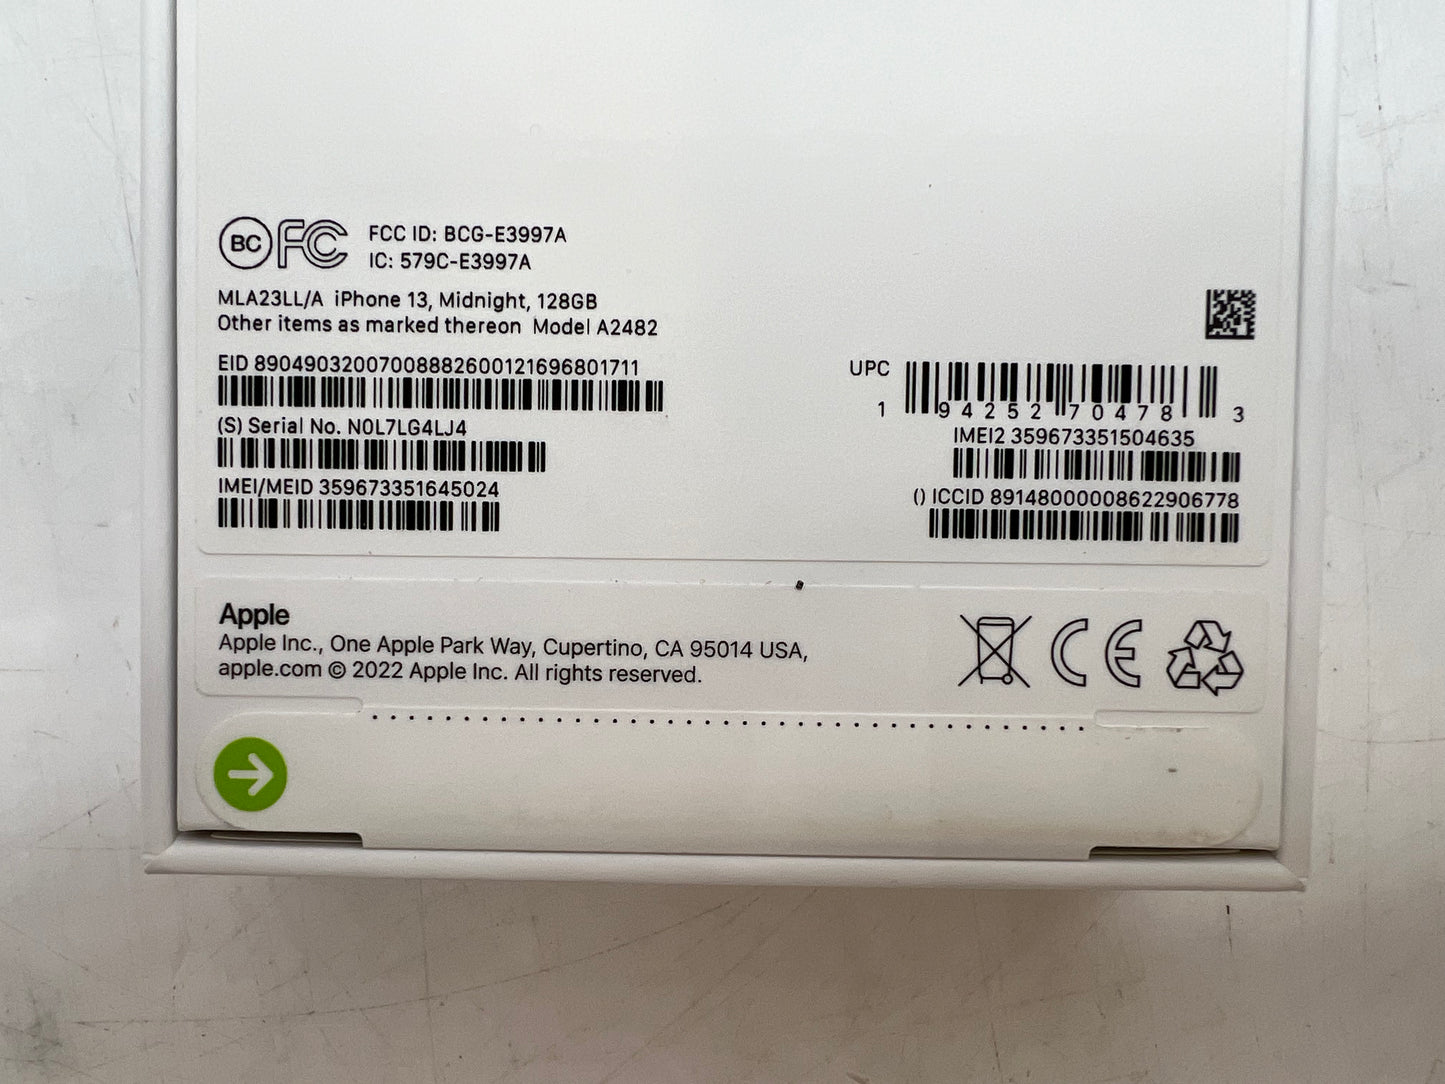 BC FC FCC ID: BCG-E3997A
IC: 579C-E3997A
MLA23LL/A iPhone 13, Midnight, 128GB
Other items as marked thereon Model A2482
EID 89049032007008882600121696801711
(S) Serial No. N0L7LG4LJ4
IMEI/MEID 359673351645024
UPC
1 94252 70478 3
IMEI2 359673351504635
() ICCID 89148000008622906778
Apple
Apple Inc., One Apple Park Way, Cupertino, CA 95014 USA,
apple.com © 2022 Apple Inc. All rights reserved.
CE